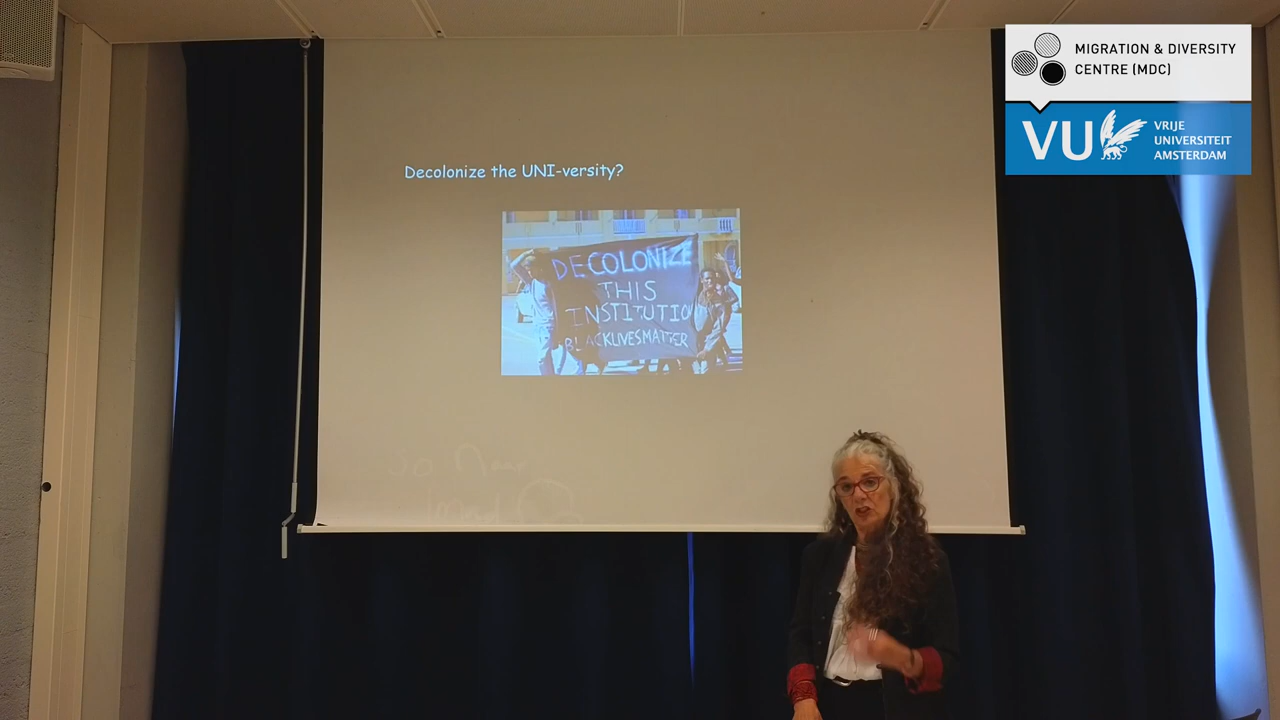 MIGRATION & DIVERSITY
CENTRE (MDC)
VU
VRIJE
UNIVERSITEIT
AMSTERDAM
Decolonize the UNI-versity?
DECOLONIZE
THIS
INSTITUTIO
BLACKLIVESMATTER